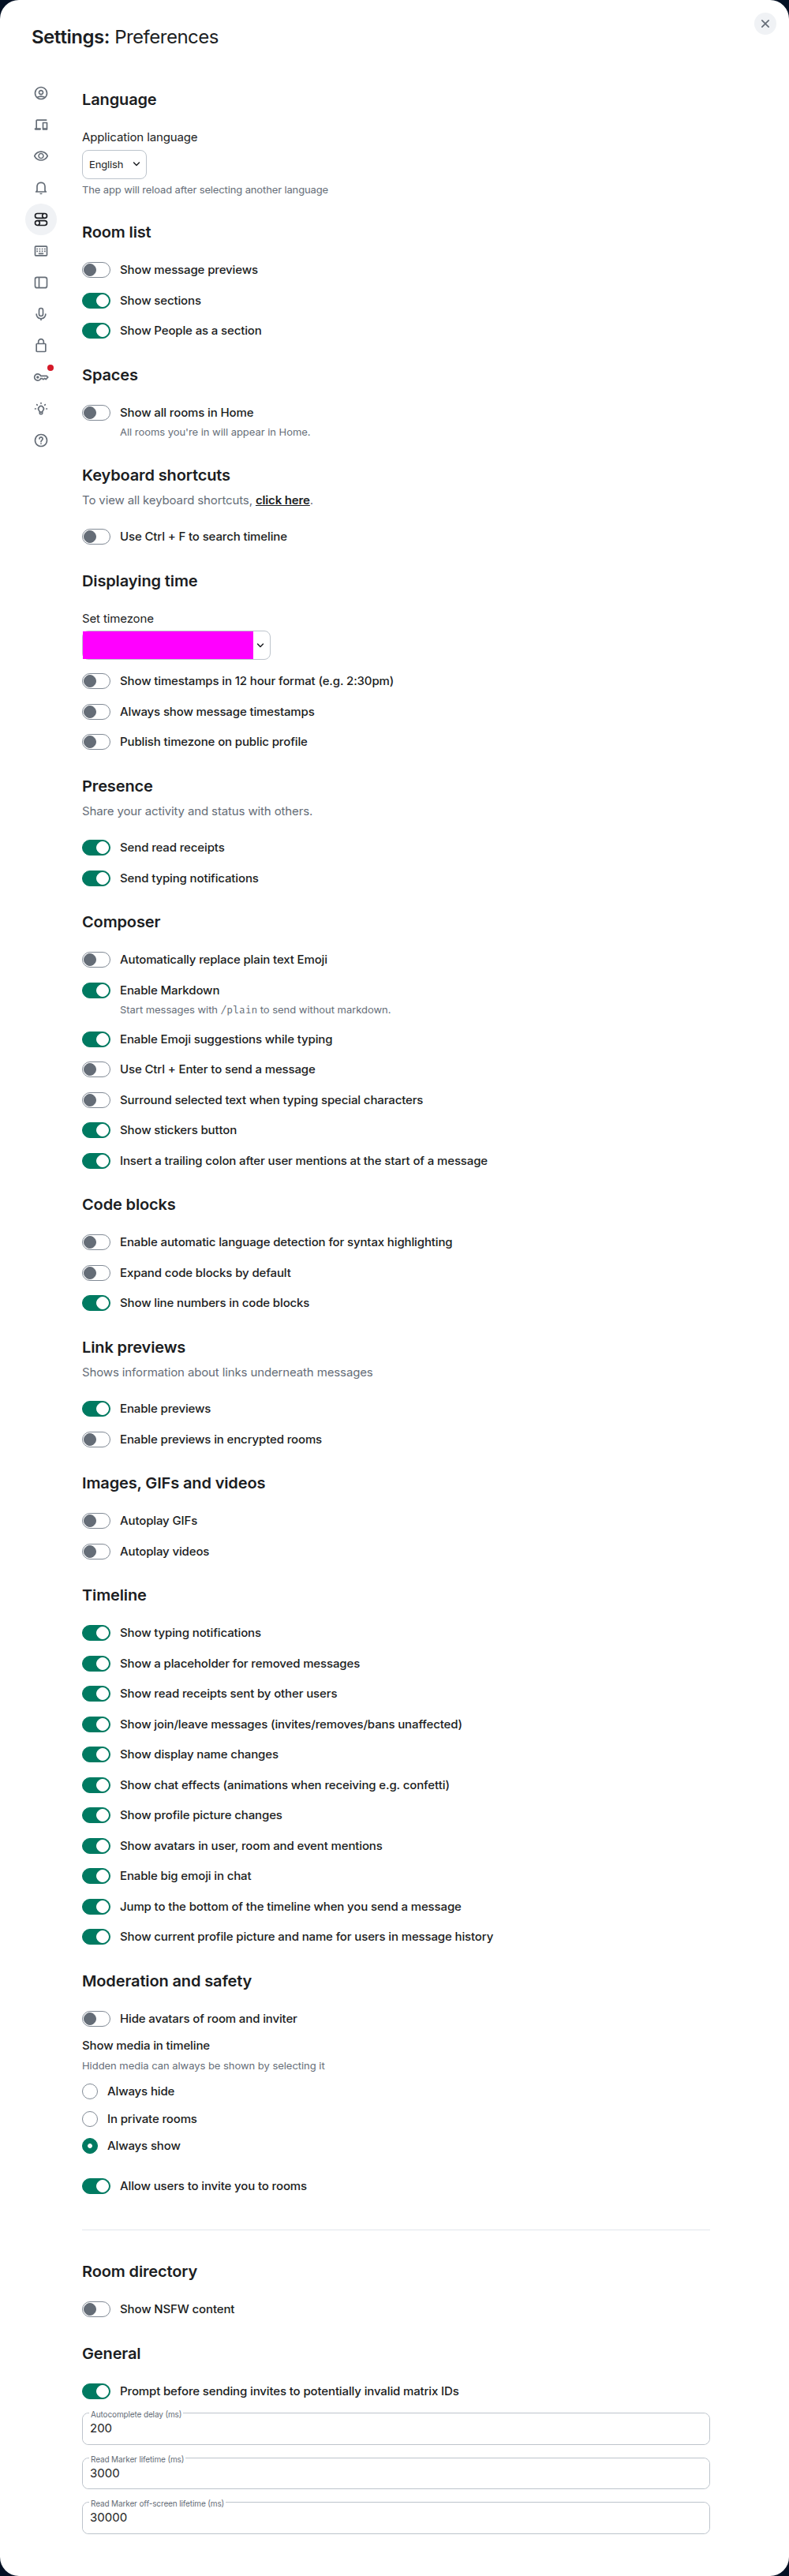 Settings: Preferences
Language
Application language
English
The app will reload after selecting another language
Room list
Show message previews
Show sections
Show People as a section
Spaces
Show all rooms in Home
All rooms you're in will appear in Home.
Keyboard shortcuts
To view all keyboard shortcuts, click here.
Use Ctrl + F to search timeline
Displaying time
Set timezone
Show timestamps in 12 hour format (e.g. 2:30pm)
Always show message timestamps
Publish timezone on public profile
Presence
Share your activity and status with others.
Send read receipts
Send typing notifications
Composer
Automatically replace plain text Emoji
Enable Markdown
Start messages with /plain to send without markdown.
Enable Emoji suggestions while typing
Use Ctrl + Enter to send a message
Surround selected text when typing special characters
Show stickers button
Insert a trailing colon after user mentions at the start of a message
Code blocks
Enable automatic language detection for syntax highlighting
Expand code blocks by default
Show line numbers in code blocks
Link previews
Shows information about links underneath messages
Enable previews
Enable previews in encrypted rooms
Images, GIFs and videos
Autoplay GIFs
Autoplay videos
Timeline
Show typing notifications
Show a placeholder for removed messages
Show read receipts sent by other users
Show join/leave messages (invites/removes/bans unaffected)
Show display name changes
Show chat effects (animations when receiving e.g. confetti)
Show profile picture changes
Show avatars in user, room and event mentions
Enable big emoji in chat
Jump to the bottom of the timeline when you send a message
Show current profile picture and name for users in message history
Moderation and safety
Hide avatars of room and inviter
Show media in timeline
Hidden media can always be shown by selecting it
Always hide
In private rooms
Always show
Allow users to invite you to rooms
Room directory
Show NSFW content
General
Prompt before sending invites to potentially invalid matrix IDs
Autocomplete delay (ms)
200
Read Marker lifetime (ms)
3000
Read Marker off-screen lifetime (ms)
30000